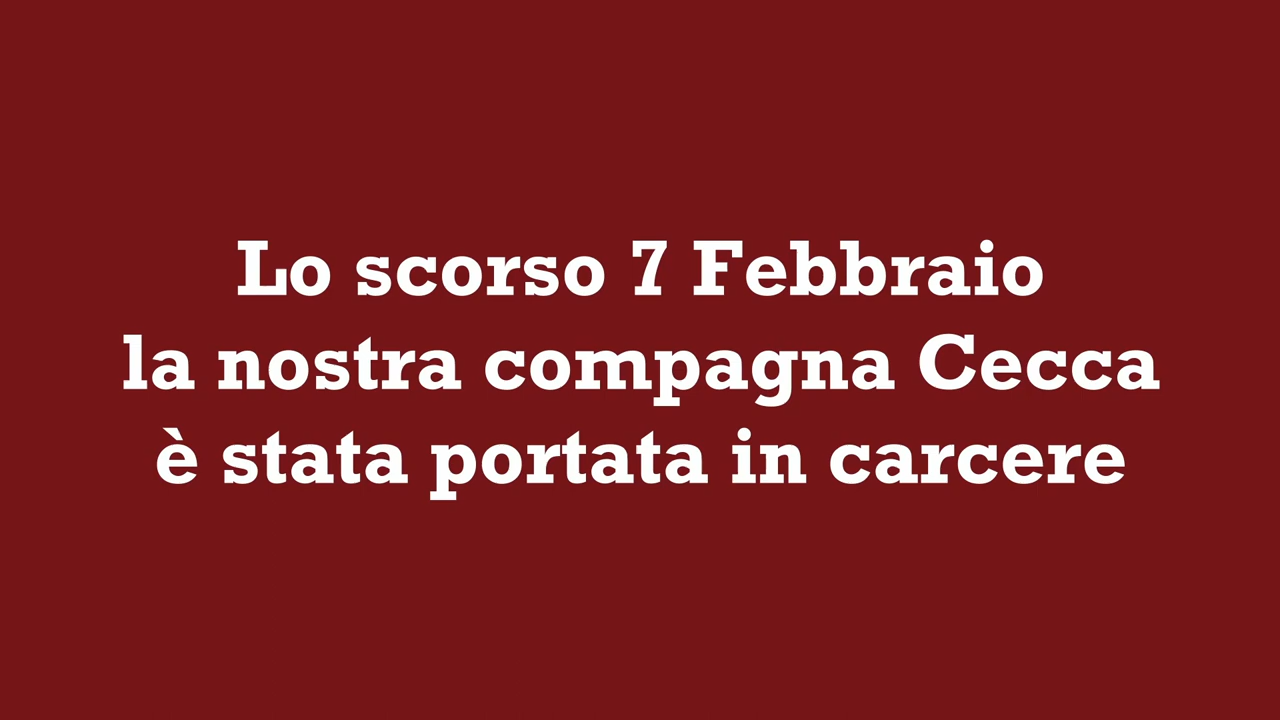 Lo scorso 7 Febbraio
la nostra compagna Cecca
è stata portata in carcere